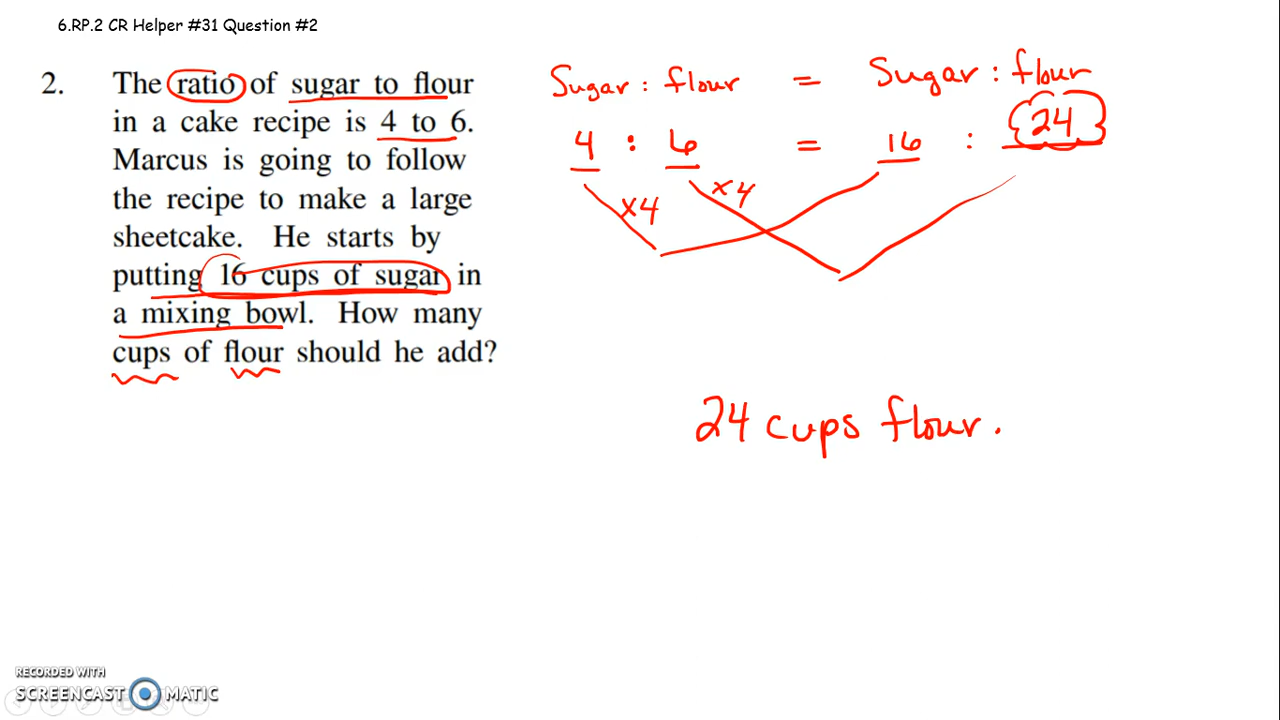 6.RP.2 CR Helper #31 Question #2
2. The ratio of sugar to flour
in a cake recipe is 4 to 6.
Marcus is going to follow
the recipe to make a large
sheetcake. He starts by
putting 16 cups of sugar in
a mixing bowl. How many
cups of flour should he add?
Sugar : flour = Sugar : flour
4 : 6 = 16 : 24
x4 x4
24 cups flour.
RECORDED WITH
SCREENCAST MATIC